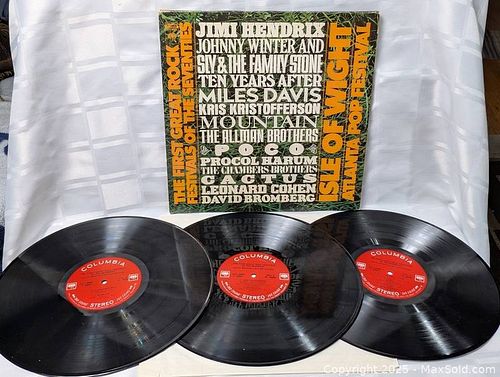 THE FIRST GREAT ROCK
FESTIVALS OF THE SEVENTIES
JIMI HENDRIX
JOHNNY WINTER AND
SLY & THE FAMILY STONE
TEN YEARS AFTER
MILES DAVIS
KRIS KRISTOFFERSON
MOUNTAIN
THE ALLMAN BROTHERS
POCO
PROCOL HARUM
THE CHAMBERS BROTHERS
CACTUS
LEONARD COHEN
DAVID BROMBERG
ISLE OF WIGHT
ATLANTA POP FESTIVAL
COLUMBIA
STEREO
COLUMBIA
STEREO
COLUMBIA
STEREO
Copyright 2025 - MaxSold.com